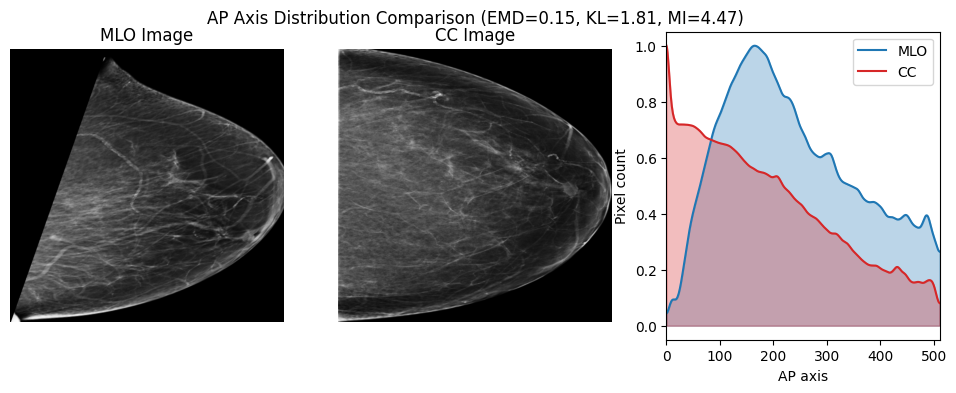 AP Axis Distribution Comparison (EMD=0.15, KL=1.81, MI=4.47)
MLO Image
CC Image
MLO
CC
Pixel count
1.0
0.8
0.6
0.4
0.2
0.0
0 100 200 300 400 500
AP axis